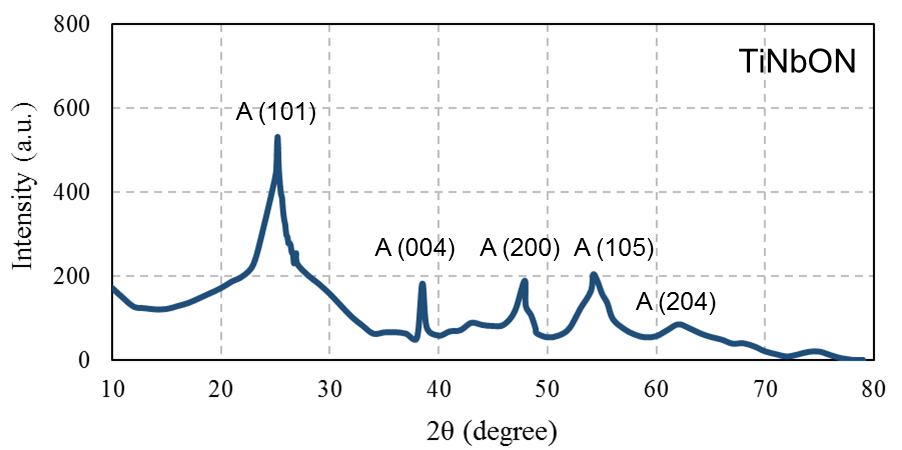 800
TiNbON
600
A (101)
Intensity (a.u.)
400
A (004) A (200) A (105)
200
A (204)
0
10 20 30 40 50 60 70 80
2θ (degree)